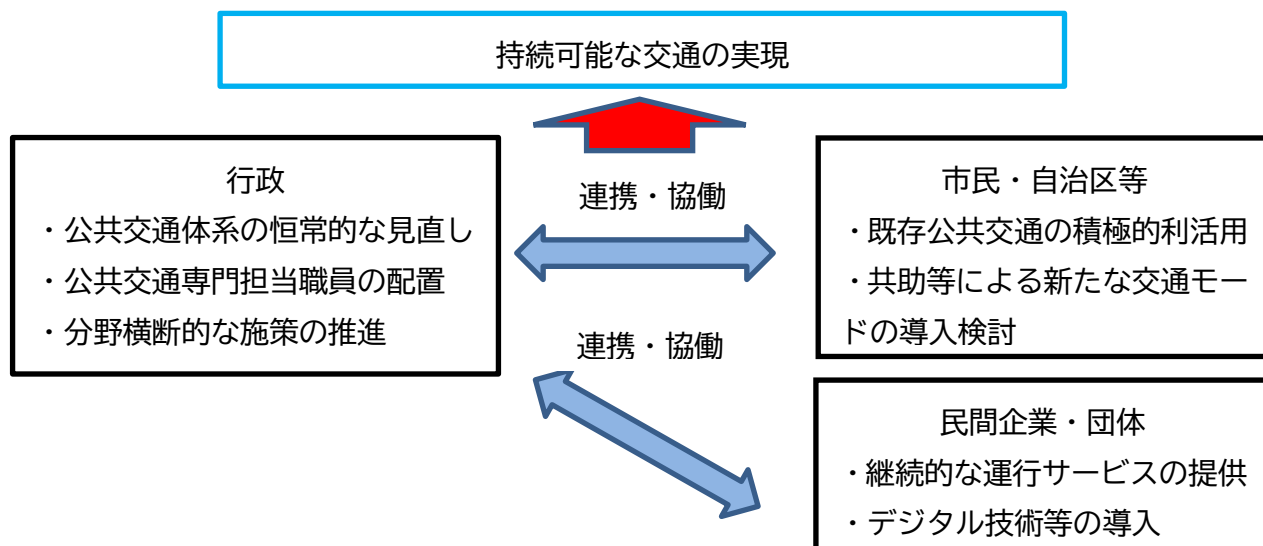 持続可能な交通の実現
行政
・公共交通体系の恒常的な見直し
・公共交通専門担当職員の配置
・分野横断的な施策の推進
連携・協働
連携・協働
市民・自治区等
・既存公共交通の積極的利活用
・共助等による新たな交通モー
ドの導入検討
民間企業・団体
・継続的な運行サービスの提供
・デジタル技術等の導入